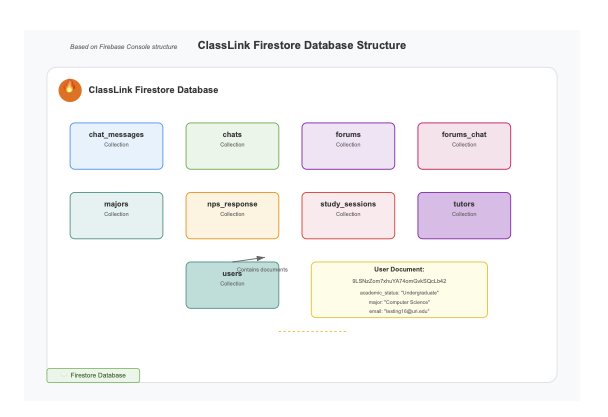 Based on Firebase Console structure
ClassLink Firestore Database Structure
ClassLink Firestore Database
chat_messages
Collection
chats
Collection
forums
Collection
forums_chat
Collection
majors
Collection
nps_response
Collection
study_sessions
Collection
tutors
Collection
users
Contains documents
Collection
User Document:
academic_status: "Undergraduate"
major: "Computer Science"
email: "testing16@uri.edu"
Firestore Database